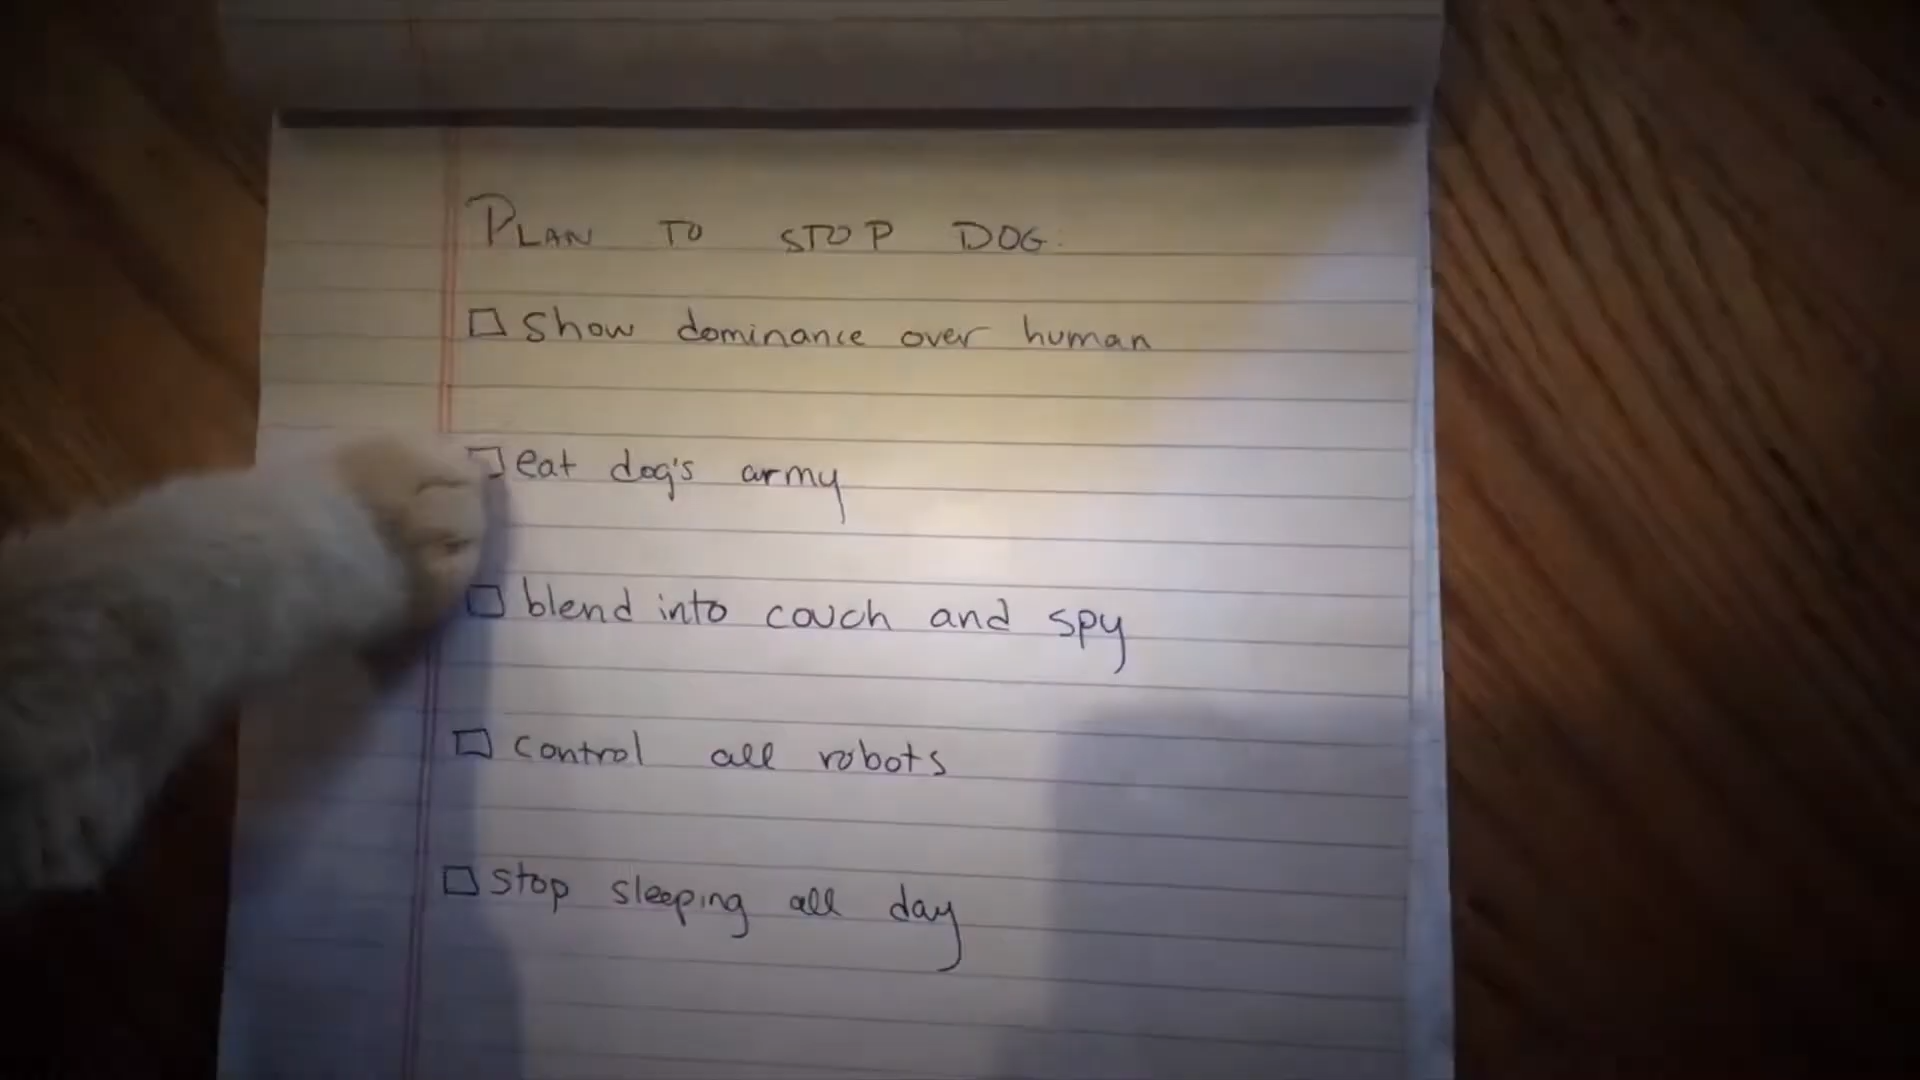 PLAN TO STOP DOG:
show dominance over human
eat dog's army
blend into couch and spy
control all robots
stop sleeping all day